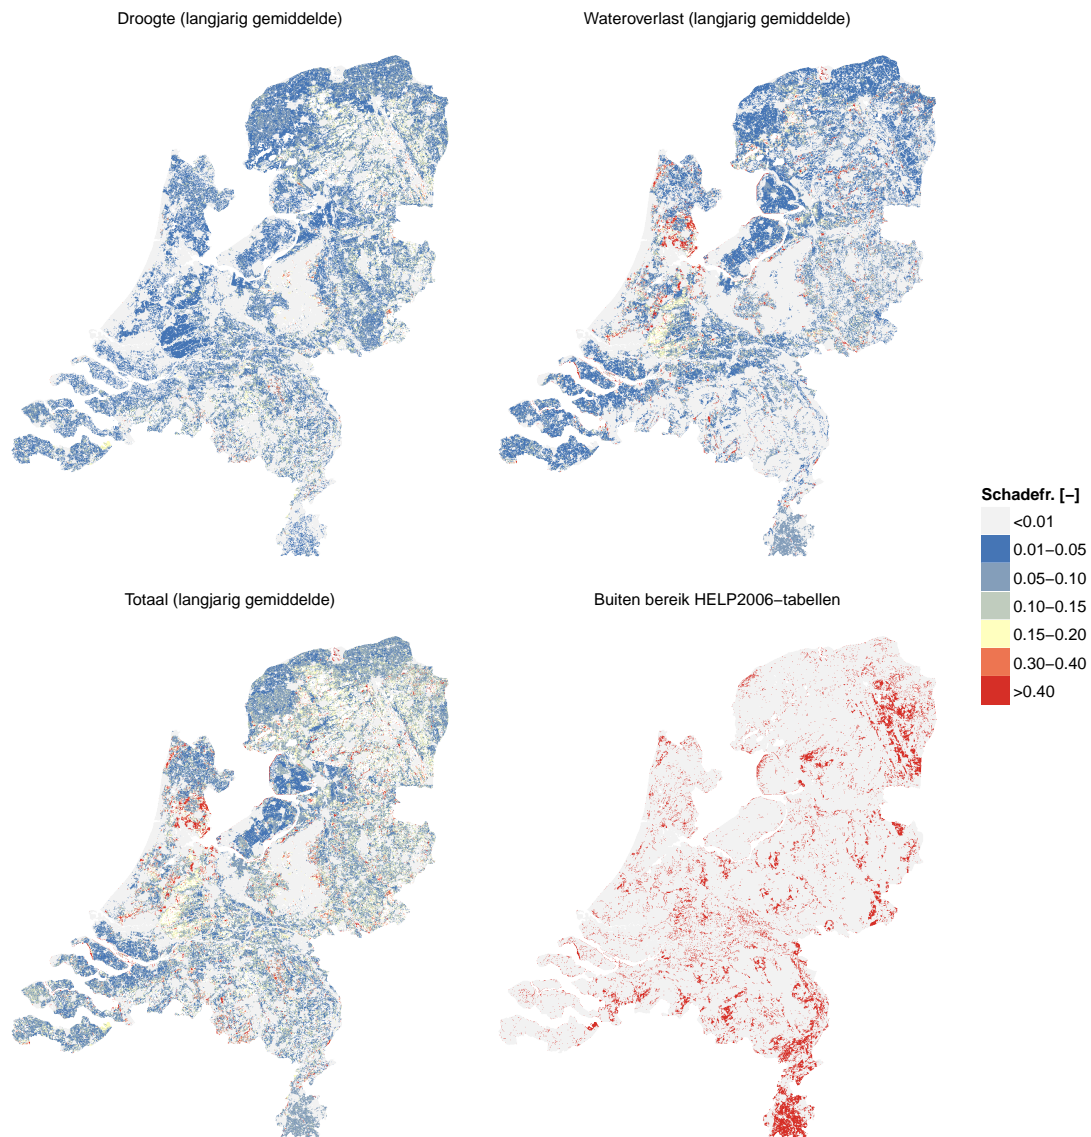 Droogte (langjarig gemiddelde)
Wateroverlast (langjarig gemiddelde)
Schadefr. [−]
<0.01
0.01−0.05
0.05−0.10
0.10−0.15
0.15−0.20
0.30−0.40
>0.40
Totaal (langjarig gemiddelde)
Buiten bereik HELP2006−tabellen